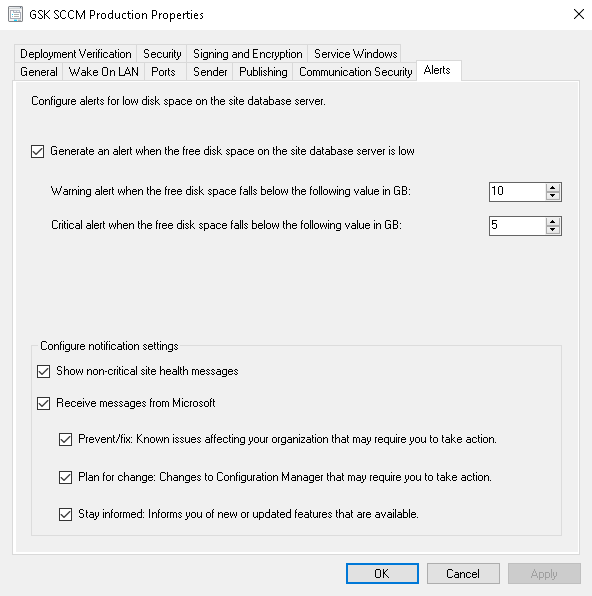 GSK SCCM Production Properties
Deployment Verification Security Signing and Encryption Service Windows
General Wake On LAN Ports Sender Publishing Communication Security Alerts
Configure alerts for low disk space on the site database server.
Generate an alert when the free disk space on the site database server is low
Warning alert when the free disk space falls below the following value in GB: 10
Critical alert when the free disk space falls below the following value in GB: 5
Configure notification settings
Show non-critical site health messages
Receive messages from Microsoft
Prevent/fix: Known issues affecting your organization that may require you to take action.
Plan for change: Changes to Configuration Manager that may require you to take action.
Stay informed: Informs you of new or updated features that are available.
OK Cancel Apply